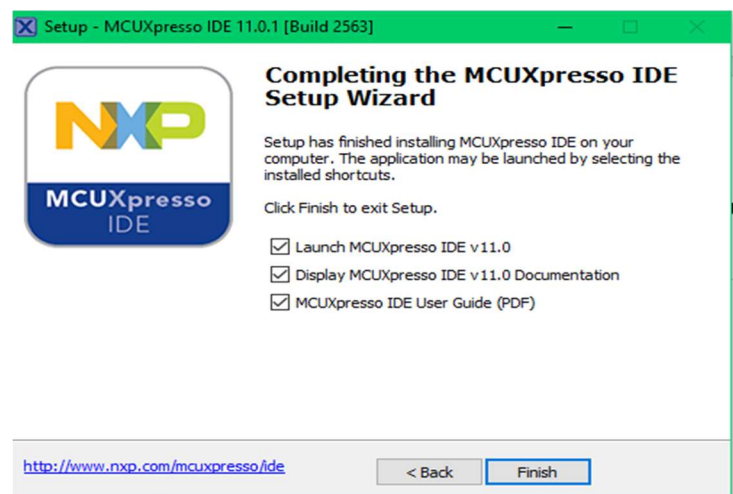 Setup - MCUXpresso IDE 11.0.1 [Build 2563]
NXP
MCUXpresso
IDE
Completing the MCUXpresso IDE
Setup Wizard
Setup has finished installing MCUXpresso IDE on your
computer. The application may be launched by selecting the
installed shortcuts.
Click Finish to exit Setup.
Launch MCUXpresso IDE v11.0
Display MCUXpresso IDE v11.0 Documentation
MCUXpresso IDE User Guide (PDF)
http://www.nxp.com/mcuxpresso/ide
< Back
Finish